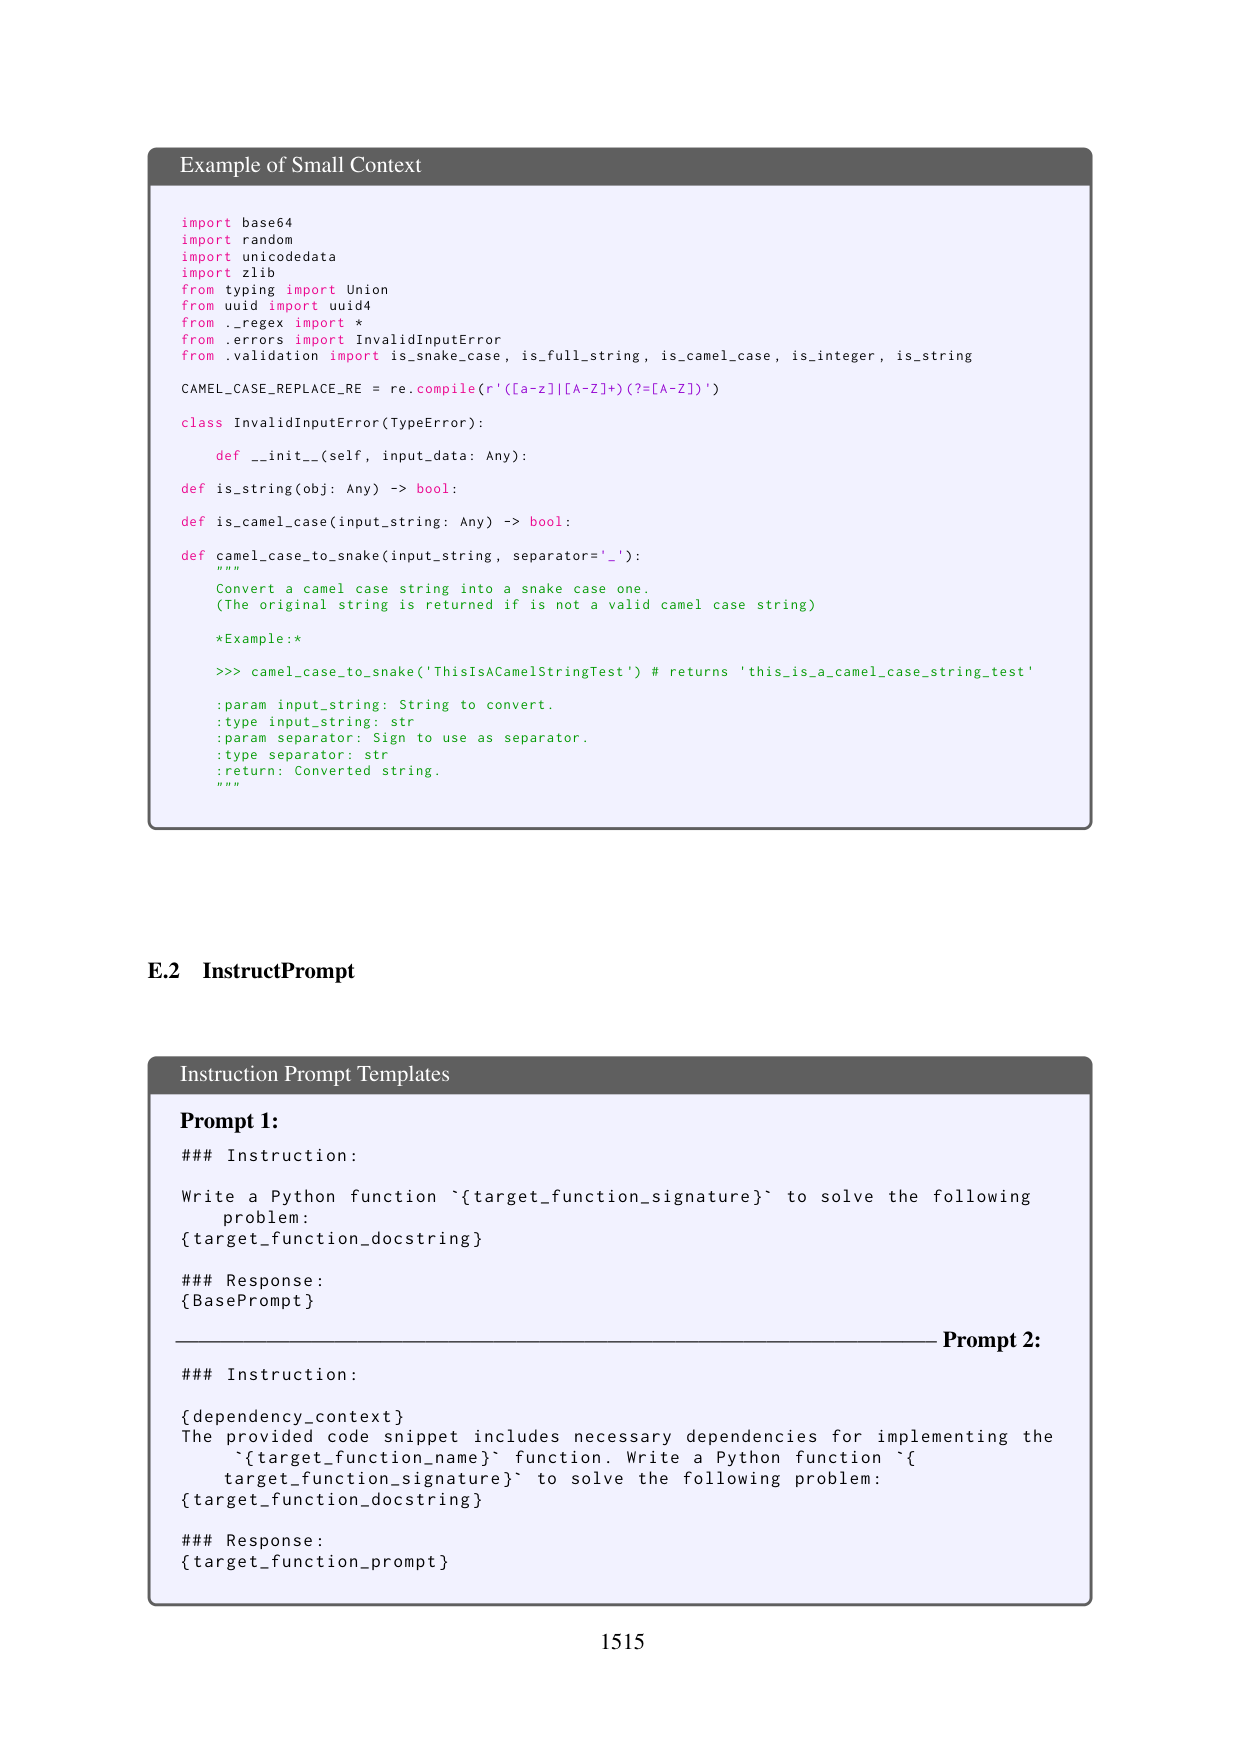 Example of Small Context
import base64
import random
import unicodedata
import zlib
from typing import Union
from uuid import uuid4
from ._regex import *
from .errors import InvalidInputError
from .validation import is_snake_case, is_full_string, is_camel_case, is_integer, is_string
CAMEL_CASE_REPLACE_RE = re.compile(r'([a-z]|[A-Z]+)(?=[A-Z])')
class InvalidInputError(TypeError):
def __init__(self, input_data: Any):
def is_string(obj: Any) -> bool:
def is_camel_case(input_string: Any) -> bool:
def camel_case_to_snake(input_string, separator='_'):
"""
Convert a camel case string into a snake case one.
(The original string is returned if is not a valid camel case string)
*Example:*
>>> camel_case_to_snake('ThisIsACamelStringTest') # returns 'this_is_a_camel_case_string_test'
:param input_string: String to convert.
:type input_string: str
:param separator: Sign to use as separator.
:type separator: str
:return: Converted string.
"""
E.2 InstructPrompt
Instruction Prompt Templates
Prompt 1:
### Instruction:
Write a Python function `{target_function_signature}` to solve the following
problem:
{target_function_docstring}
### Response:
{BasePrompt}
Prompt 2:
### Instruction:
{dependency_context}
The provided code snippet includes necessary dependencies for implementing the
`{target_function_name}` function. Write a Python function `{
target_function_signature}` to solve the following problem:
{target_function_docstring}
### Response:
{target_function_prompt}
1515